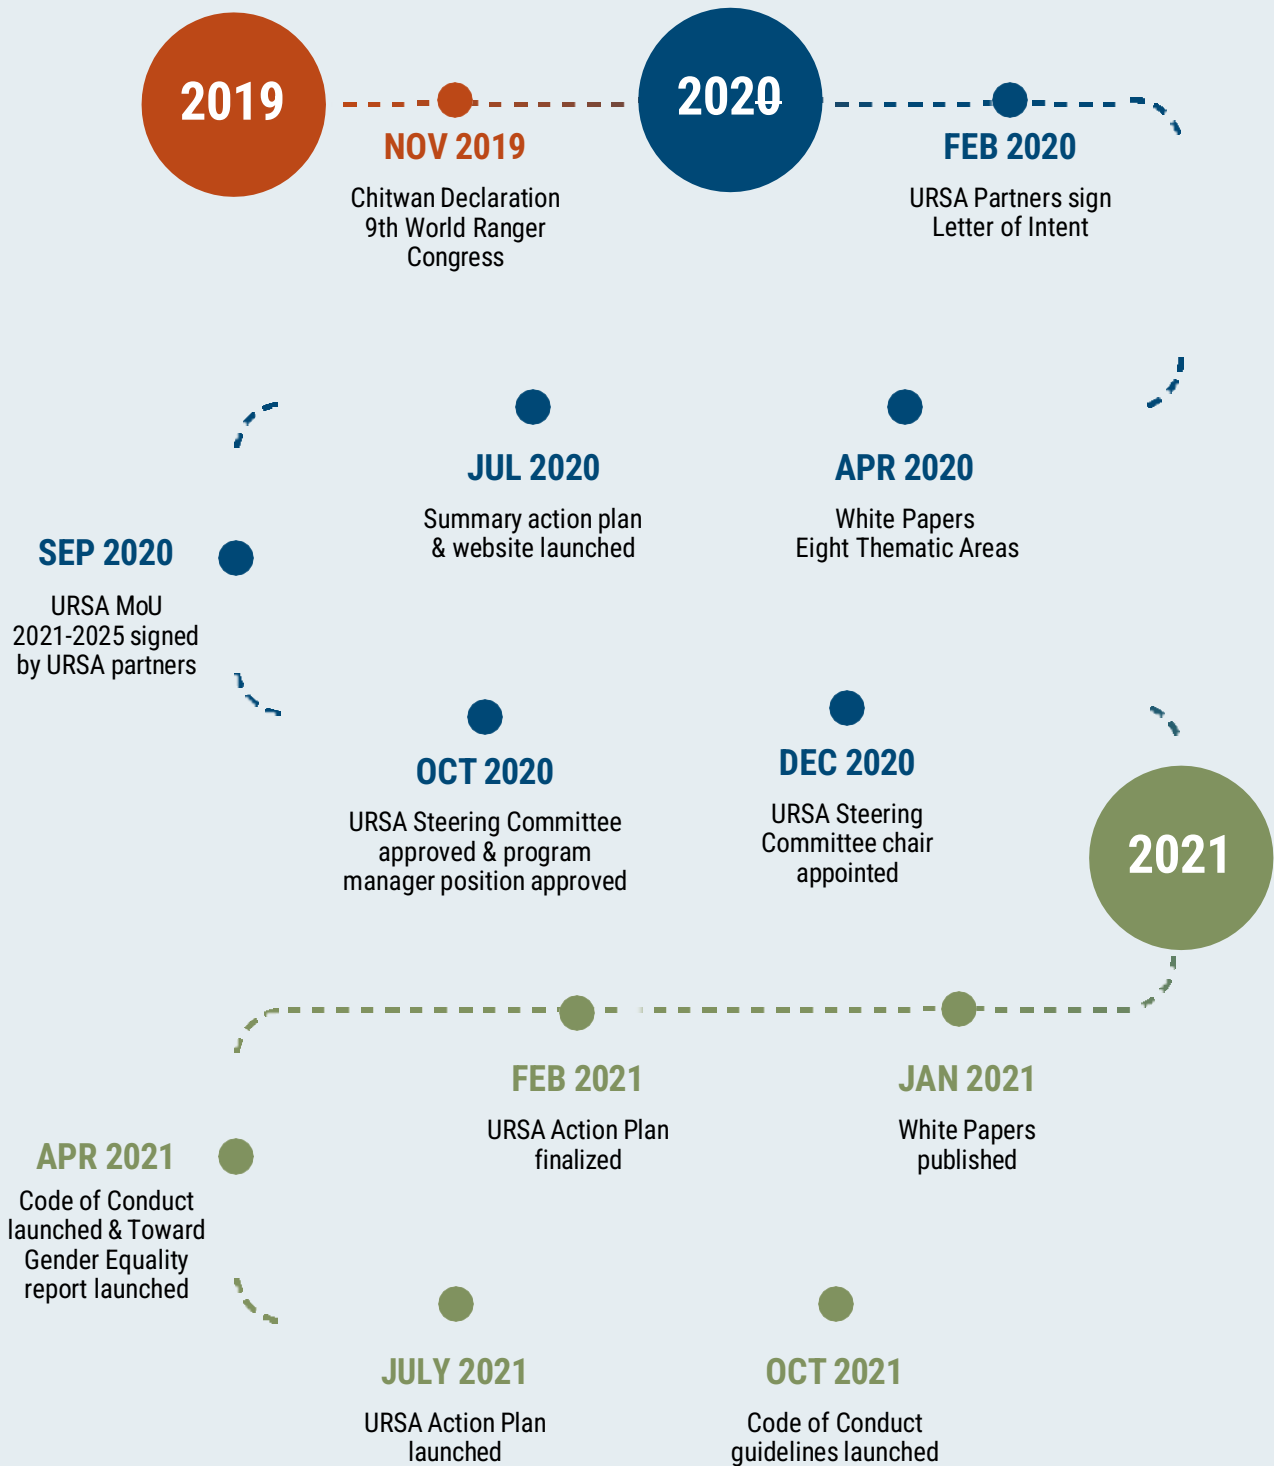 2019
NOV 2019
Chitwan Declaration
9th World Ranger
Congress
2020
FEB 2020
URSA Partners sign
Letter of Intent
APR 2020
White Papers
Eight Thematic Areas
JUL 2020
Summary action plan
& website launched
SEP 2020
URSA MoU
2021-2025 signed
by URSA partners
OCT 2020
URSA Steering Committee
approved & program
manager position approved
DEC 2020
URSA Steering
Committee chair
appointed
2021
JAN 2021
White Papers
published
FEB 2021
URSA Action Plan
finalized
APR 2021
Code of Conduct
launched & Toward
Gender Equality
report launched
JULY 2021
URSA Action Plan
launched
OCT 2021
Code of Conduct
guidelines launched